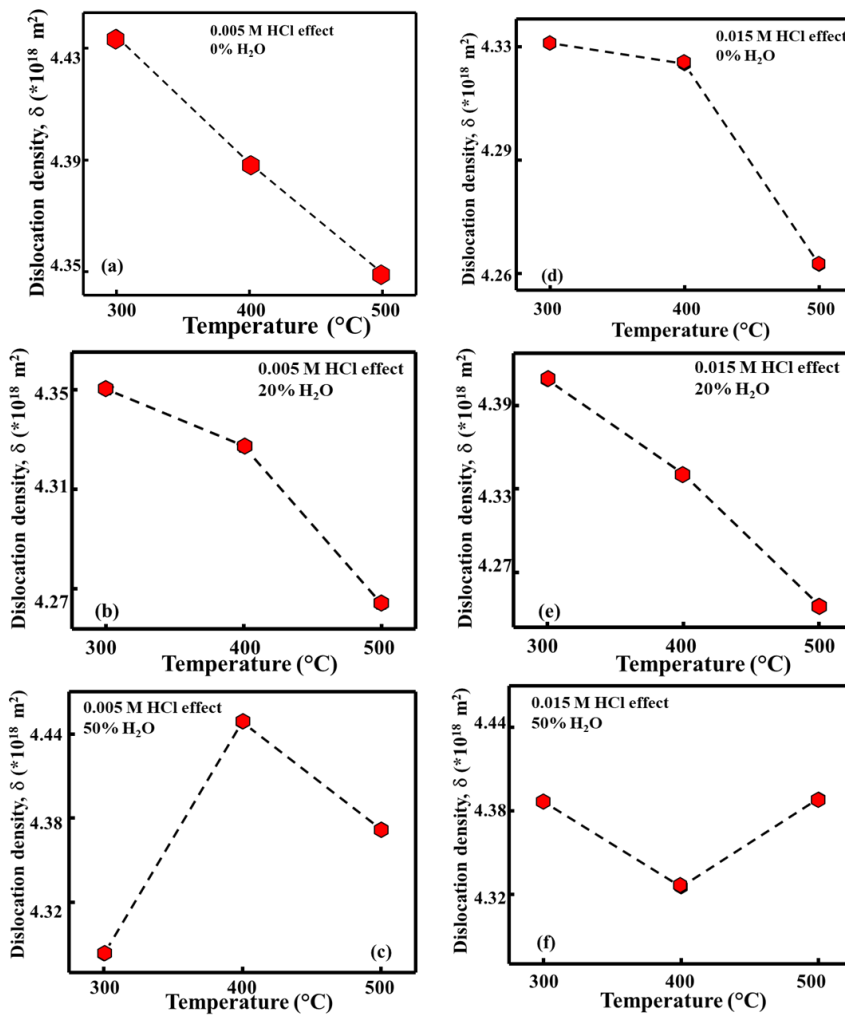 Dislocation density, δ (*10¹⁸ m²)
0.005 M HCl effect
0% H₂O
4.43
4.39
4.35
(a)
300
400
500
Temperature (°C)
Dislocation density, δ (*10¹⁸ m²)
0.015 M HCl effect
0% H₂O
4.33
4.29
4.26
(d)
300
400
500
Temperature (°C)
Dislocation density, δ (*10¹⁸ m²)
0.005 M HCl effect
20% H₂O
4.35
4.31
4.27
(b)
300
400
500
Temperature (°C)
Dislocation density, δ (*10¹⁸ m²)
0.015 M HCl effect
20% H₂O
4.39
4.33
4.27
(e)
300
400
500
Temperature (°C)
Dislocation density, δ (*10¹⁸ m²)
0.005 M HCl effect
50% H₂O
4.44
4.38
4.32
(c)
300
400
500
Temperature (°C)
Dislocation density, δ (*10¹⁸ m²)
0.015 M HCl effect
50% H₂O
4.44
4.38
4.32
(f)
300
400
500
Temperature (°C)